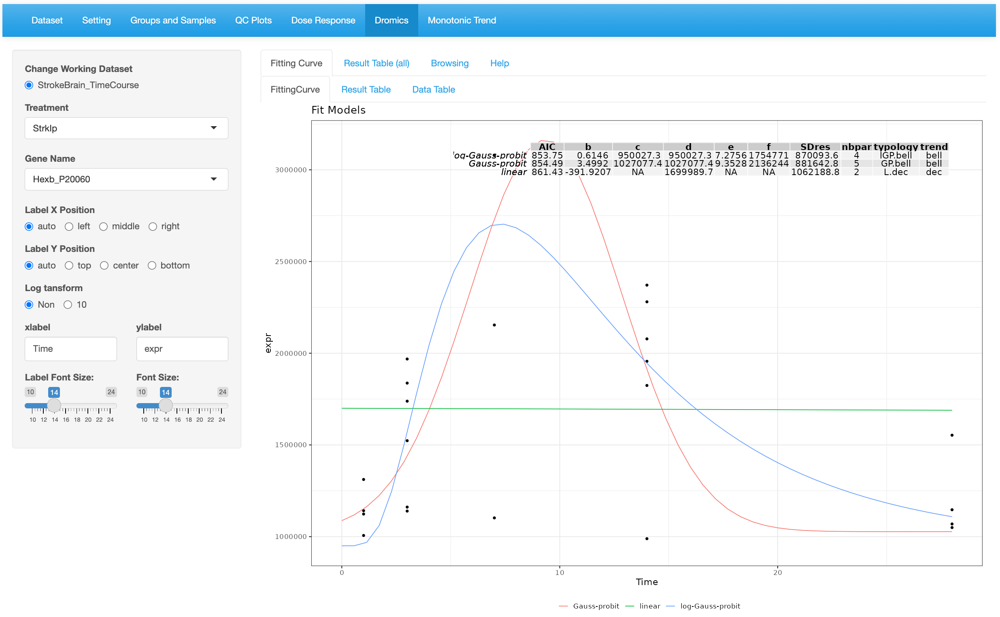 Dataset Setting Groups and Samples QC Plots Dose Response Dromics Monotonic Trend
Change Working Dataset
StrokeBrain_TimeCourse
Treatment
StrkIp
Gene Name
Hexb_P20060
Label X Position
auto left middle right
Label Y Position
auto top center bottom
Log tansform
Non 10
xlabel ylabel
Time expr
Label Font Size: Font Size:
10 14 24 10 14 24
10 12 14 16 18 20 22 24 10 12 14 16 18 20 22 24
Fitting Curve Result Table (all) Browsing Help
FittingCurve Result Table Data Table
Fit Models
AIC b c d e f SDres nbpar typology trend
log-Gauss-probit 853.75 0.6146 950027.3 950027.3 7.2756 1754771 870093.6 4 lGP.bell bell
Gauss-probit 854.49 3.4992 1027077.4 1027077.4 9.3528 2136244 881642.8 5 GP.bell bell
linear 861.43 -391.9207 NA 1699989.7 NA NA 1062188.8 2 L.dec dec
3000000
2500000
2000000
1500000
1000000
expr
0 10 20
Time
Gauss-probit linear log-Gauss-probit